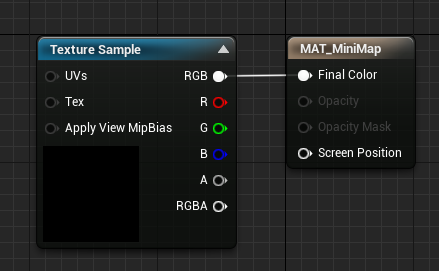 Texture Sample
UVs
RGB
Tex
R
Apply View MipBias
G
B
A
RGBA
MAT_MiniMap
Final Color
Opacity
Opacity Mask
Screen Position